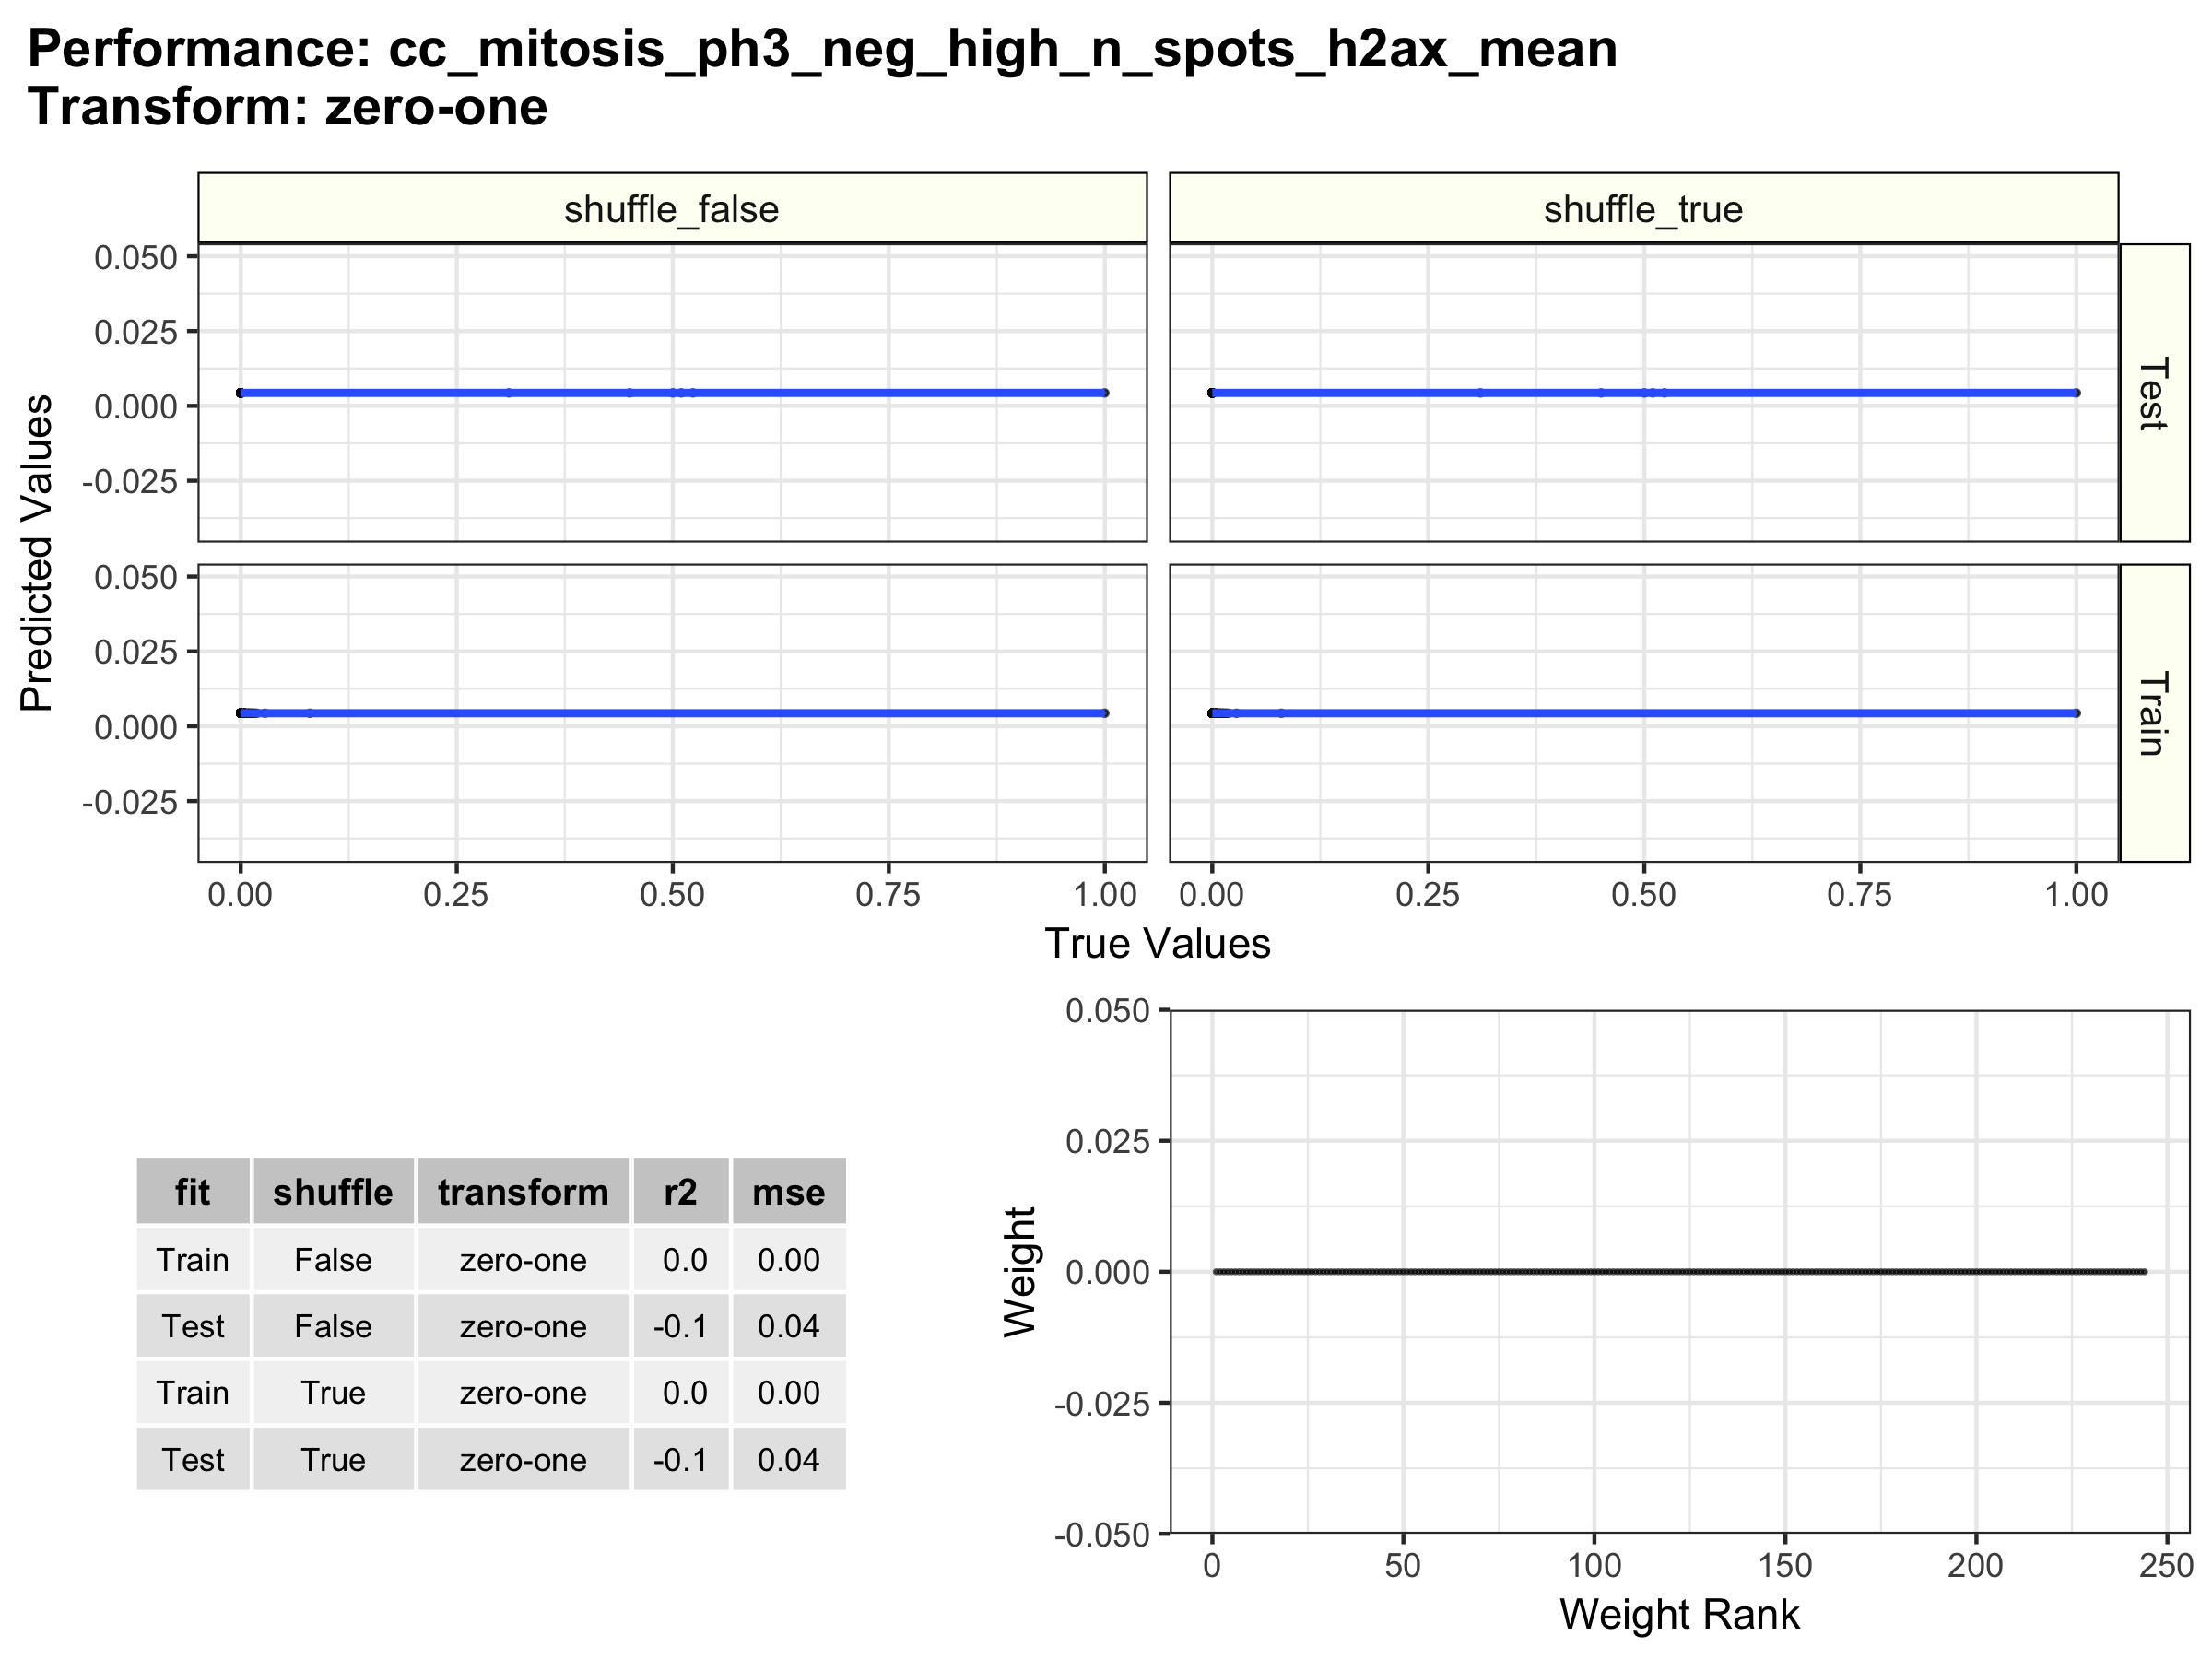 Performance: cc_mitosis_ph3_neg_high_n_spots_h2ax_mean
Transform: zero-one
shuffle_false
shuffle_true
0.050
0.025
0.000
-0.025
Test
0.050
0.025
0.000
-0.025
Train
Predicted Values
0.00 0.25 0.50 0.75 1.00 0.00 0.25 0.50 0.75 1.00
True Values
fit shuffle transform r2 mse
Train False zero-one 0.0 0.00
Test False zero-one -0.1 0.04
Train True zero-one 0.0 0.00
Test True zero-one -0.1 0.04
0.050
0.025
0.000
-0.025
-0.050
Weight
0 50 100 150 200 250
Weight Rank